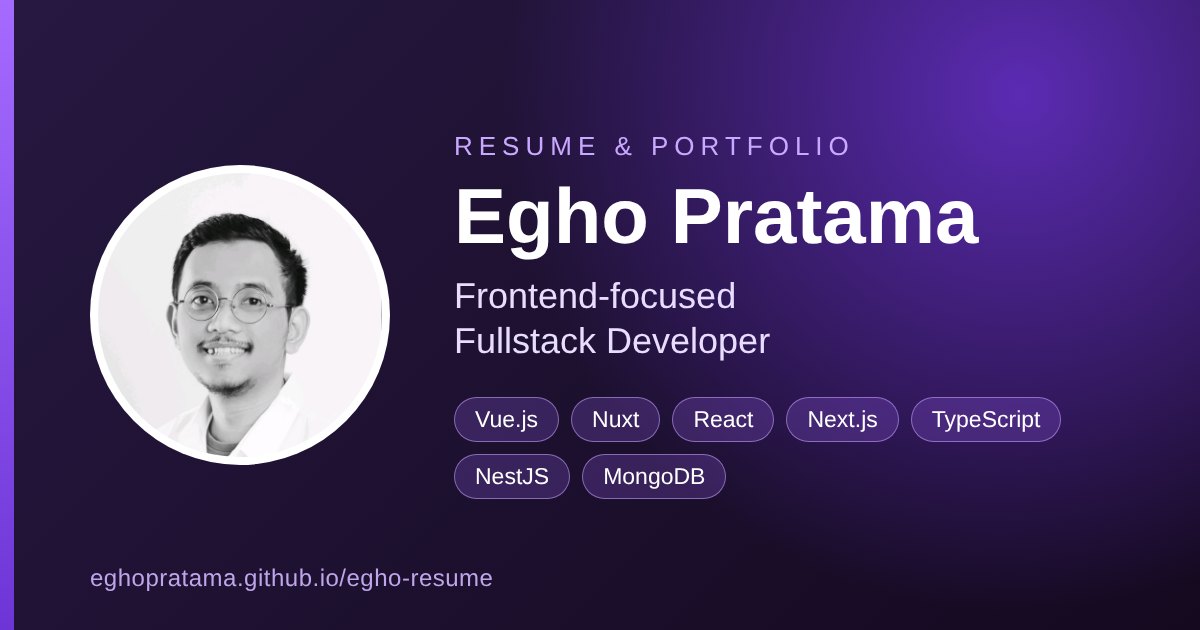 RESUME & PORTFOLIO
Egho Pratama
Frontend-focused
Fullstack Developer
Vue.js Nuxt React Next.js TypeScript
NestJS MongoDB
eghopratama.github.io/egho-resume